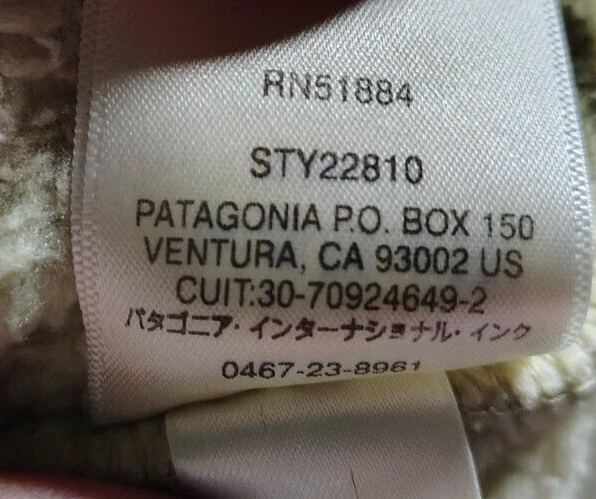 RN51884
STY22810
PATAGONIA P.O. BOX 150
VENTURA, CA 93002 US
CUIT:30-70924649-2
パタゴニア・インターナショナル・インク
0467-23-8961